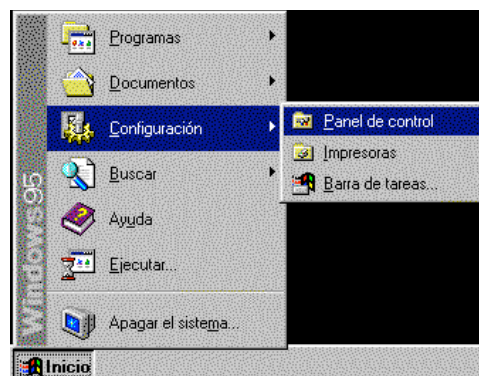 Programas
Documentos
Configuración
Panel de control
Impresoras
Barra de tareas...
Buscar
Ayuda
Ejecutar...
Apagar el sistema...
Windows95
Inicio